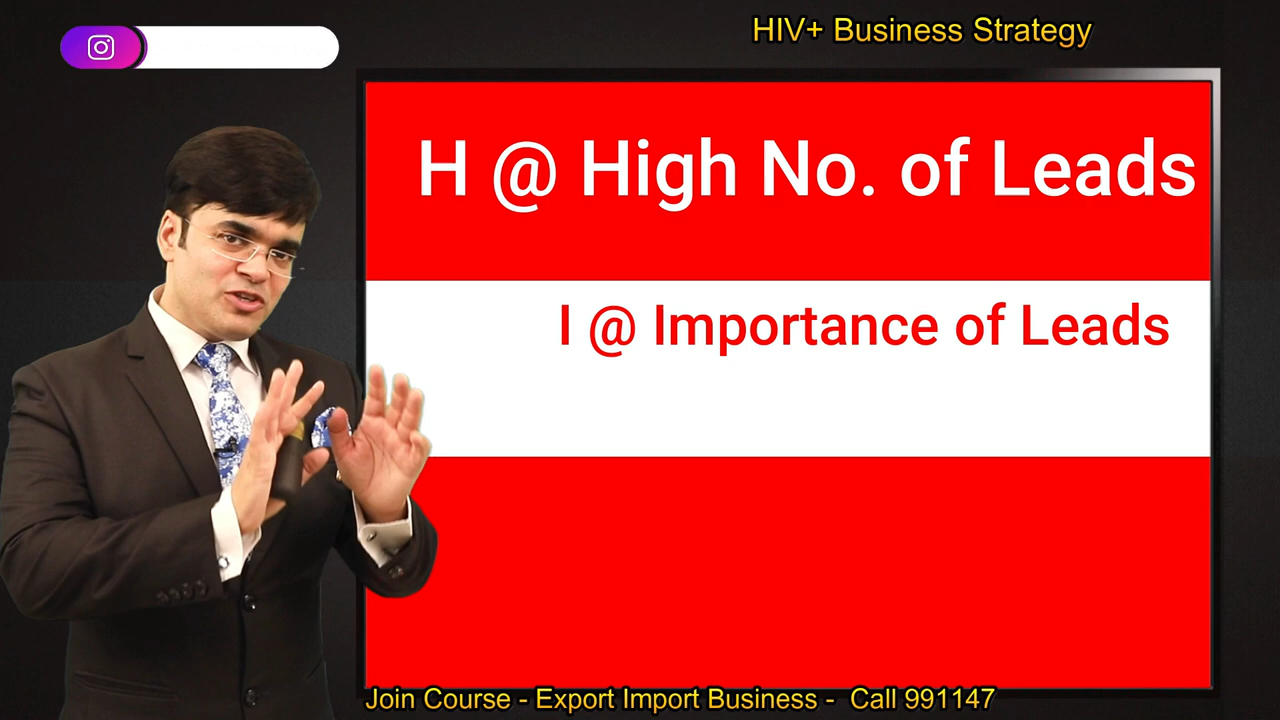 HIV+ Business Strategy
H @ High No. of Leads
I @ Importance of Leads
Join Course - Export Import Business - Call 991147